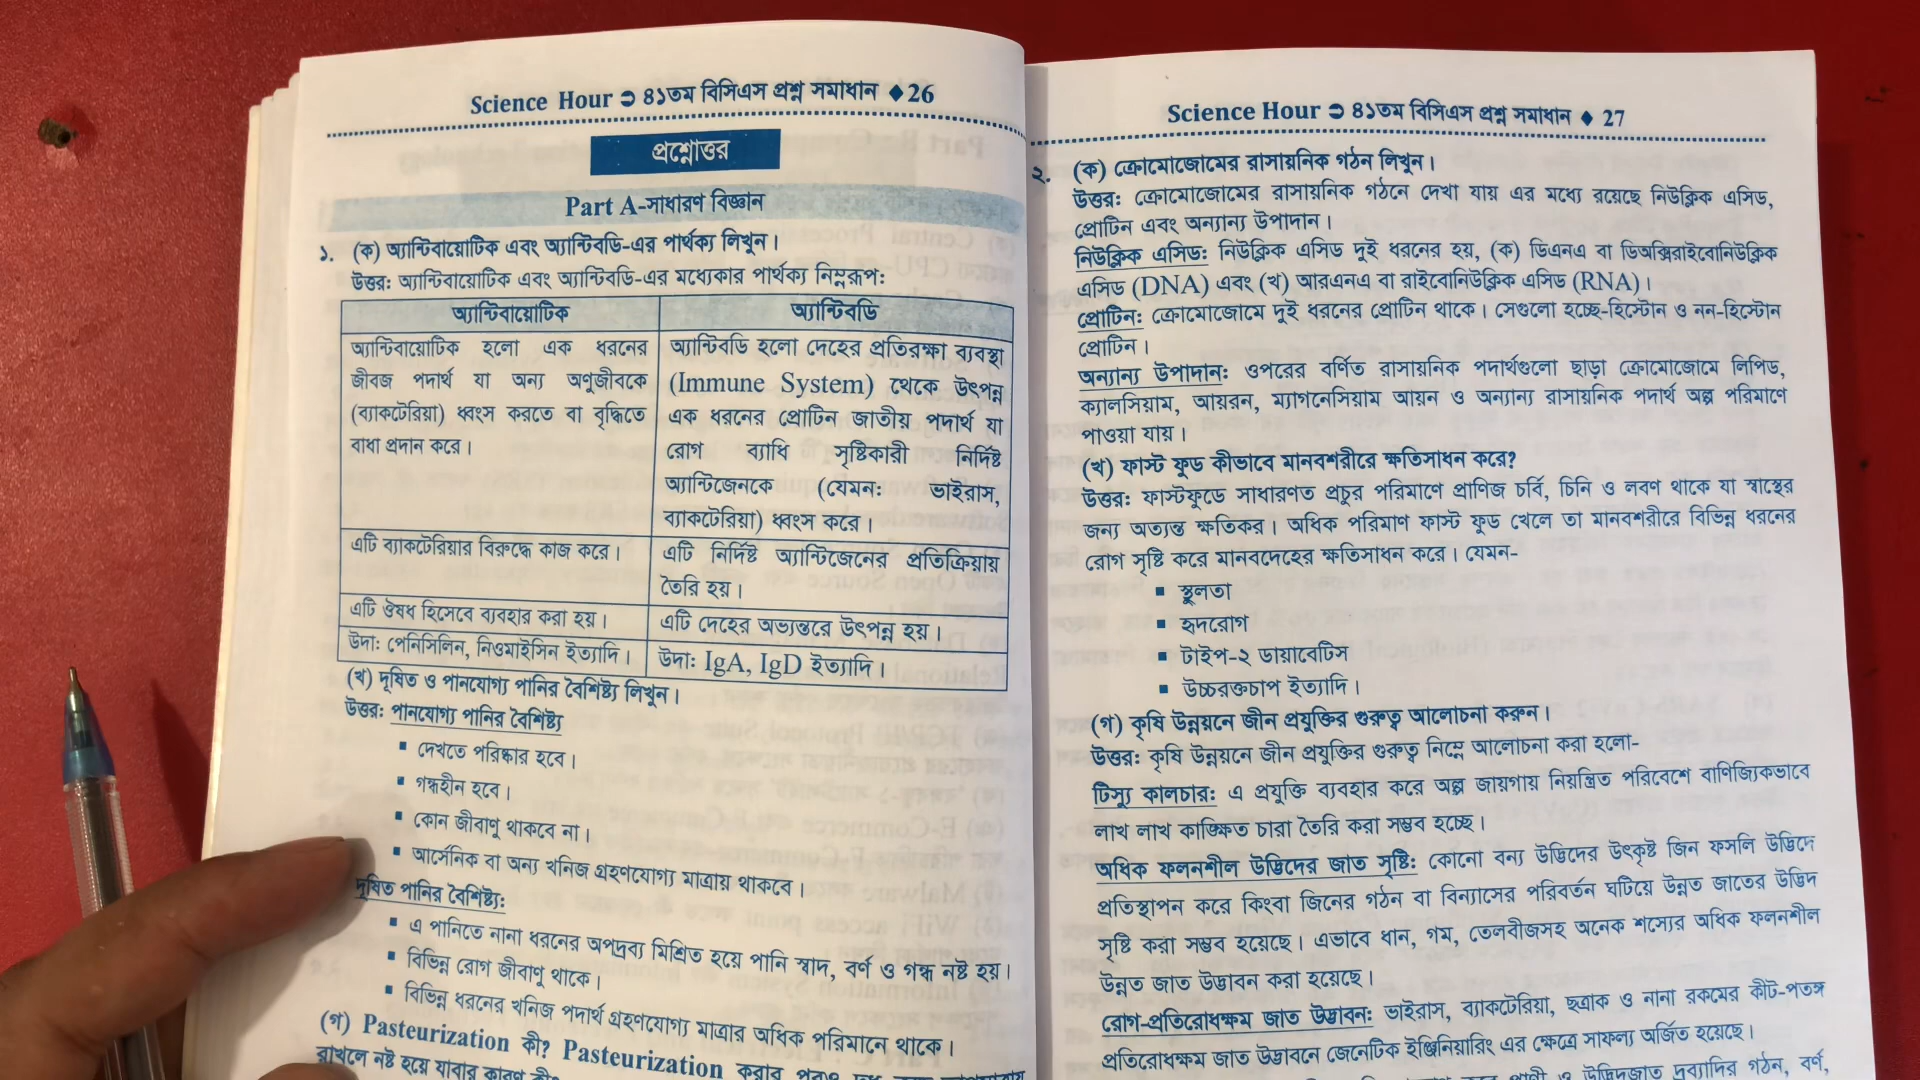 Science Hour ➲ ৪১তম বিসিএস প্রশ্ন সমাধান ♦ 26
প্রশ্নোত্তর
Part A-সাধারণ বিজ্ঞান
১. (ক) অ্যান্টিবায়োটিক এবং অ্যান্টিবডি-এর পার্থক্য লিখুন।
উত্তর: অ্যান্টিবায়োটিক এবং অ্যান্টিবডি-এর মধ্যেকার পার্থক্য নিম্নরূপ:
অ্যান্টিবায়োটিক
অ্যান্টিবায়োটিক হলো এক ধরনের
জীবজ পদার্থ যা অন্য অণুজীবকে
(ব্যাকটেরিয়া) ধ্বংস করতে বা বৃদ্ধিতে
বাধা প্রদান করে।
অ্যান্টিবডি
অ্যান্টিবডি হলো দেহের প্রতিরক্ষা ব্যবস্থা
(Immune System) থেকে উৎপন্ন
এক ধরনের প্রোটিন জাতীয় পদার্থ যা
রোগ ব্যাধি সৃষ্টিকারী নির্দিষ্ট
অ্যান্টিজেনকে (যেমন: ভাইরাস,
ব্যাকটেরিয়া) ধ্বংস করে।
এটি ব্যাকটেরিয়ার বিরুদ্ধে কাজ করে।
এটি নির্দিষ্ট অ্যান্টিজেনের প্রতিক্রিয়ায়
তৈরি হয়।
এটি ঔষধ হিসেবে ব্যবহার করা হয়।
এটি দেহের অভ্যন্তরে উৎপন্ন হয়।
উদা: পেনিসিলিন, নিওমাইসিন ইত্যাদি।
উদা: IgA, IgD ইত্যাদি।
(খ) দূষিত ও পানযোগ্য পানির বৈশিষ্ট্য লিখুন।
উত্তর: পানযোগ্য পানির বৈশিষ্ট্য
▪ দেখতে পরিষ্কার হবে।
▪ গন্ধহীন হবে।
▪ কোন জীবাণু থাকবে না।
▪ আর্সেনিক বা অন্য খনিজ গ্রহণযোগ্য মাত্রায় থাকবে।
দূষিত পানির বৈশিষ্ট্য:
▪ এ পানিতে নানা ধরনের অপদ্রব্য মিশ্রিত হয়ে পানি স্বাদ, বর্ণ ও গন্ধ নষ্ট হয়।
▪ বিভিন্ন রোগ জীবাণু থাকে।
▪ বিভিন্ন ধরনের খনিজ পদার্থ গ্রহণযোগ্য মাত্রার অধিক পরিমানে থাকে।
(গ) Pasteurization কী? Pasteurization করার পরও
রাখলে নষ্ট হয়ে যাবার কারণ কী?
Science Hour ➲ ৪১তম বিসিএস প্রশ্ন সমাধান ♦ 27
২. (ক) ক্রোমোজোমের রাসায়নিক গঠন লিখুন।
উত্তর: ক্রোমোজোমের রাসায়নিক গঠনে দেখা যায় এর মধ্যে রয়েছে নিউক্লিক এসিড,
প্রোটিন এবং অন্যান্য উপাদান।
নিউক্লিক এসিড: নিউক্লিক এসিড দুই ধরনের হয়, (ক) ডিএনএ বা ডিঅক্সিরাইবোনিউক্লিক
এসিড (DNA) এবং (খ) আরএনএ বা রাইবোনিউক্লিক এসিড (RNA)।
প্রোটিন: ক্রোমোজোমে দুই ধরনের প্রোটিন থাকে। সেগুলো হচ্ছে-হিস্টোন ও নন-হিস্টোন
প্রোটিন।
অন্যান্য উপাদান: ওপরের বর্ণিত রাসায়নিক পদার্থগুলো ছাড়া ক্রোমোজোমে লিপিড,
ক্যালসিয়াম, আয়রন, ম্যাগনেসিয়াম আয়ন ও অন্যান্য রাসায়নিক পদার্থ অল্প পরিমাণে
পাওয়া যায়।
(খ) ফাস্ট ফুড কীভাবে মানবশরীরে ক্ষতিসাধন করে?
উত্তর: ফাস্টফুডে সাধারণত প্রচুর পরিমাণে প্রাণিজ চর্বি, চিনি ও লবণ থাকে যা স্বাস্থের
জন্য অত্যন্ত ক্ষতিকর। অধিক পরিমাণ ফাস্ট ফুড খেলে তা মানবশরীরে বিভিন্ন ধরনের
রোগ সৃষ্টি করে মানবদেহের ক্ষতিসাধন করে। যেমন-
▪ স্থুলতা
▪ হৃদরোগ
▪ টাইপ-২ ডায়াবেটিস
▪ উচ্চরক্তচাপ ইত্যাদি।
(গ) কৃষি উন্নয়নে জীন প্রযুক্তির গুরুত্ব আলোচনা করুন।
উত্তর: কৃষি উন্নয়নে জীন প্রযুক্তির গুরুত্ব নিম্নে আলোচনা করা হলো-
টিস্যু কালচার: এ প্রযুক্তি ব্যবহার করে অল্প জায়গায় নিয়ন্ত্রিত পরিবেশে বাণিজ্যিকভাবে
লাখ লাখ কাঙ্ক্ষিত চারা তৈরি করা সম্ভব হচ্ছে।
অধিক ফলনশীল উদ্ভিদের জাত সৃষ্টি: কোনো বন্য উদ্ভিদের উৎকৃষ্ট জিন ফসলি উদ্ভিদে
প্রতিস্থাপন করে কিংবা জিনের গঠন বা বিন্যাসের পরিবর্তন ঘটিয়ে উন্নত জাতের উদ্ভিদ
সৃষ্টি করা সম্ভব হয়েছে। এভাবে ধান, গম, তেলবীজসহ অনেক শস্যের অধিক ফলনশীল
উন্নত জাত উদ্ভাবন করা হয়েছে।
রোগ-প্রতিরোধক্ষম জাত উদ্ভাবন: ভাইরাস, ব্যাকটেরিয়া, ছত্রাক ও নানা রকমের কীট-পতঙ্গ
প্রতিরোধক্ষম জাত উদ্ভাবনে জেনেটিক ইঞ্জিনিয়ারিং এর ক্ষেত্রে সাফল্য অর্জিত হয়েছে।
ও উদ্ভিদজাত দ্রব্যাদির গঠন, বর্ণ,